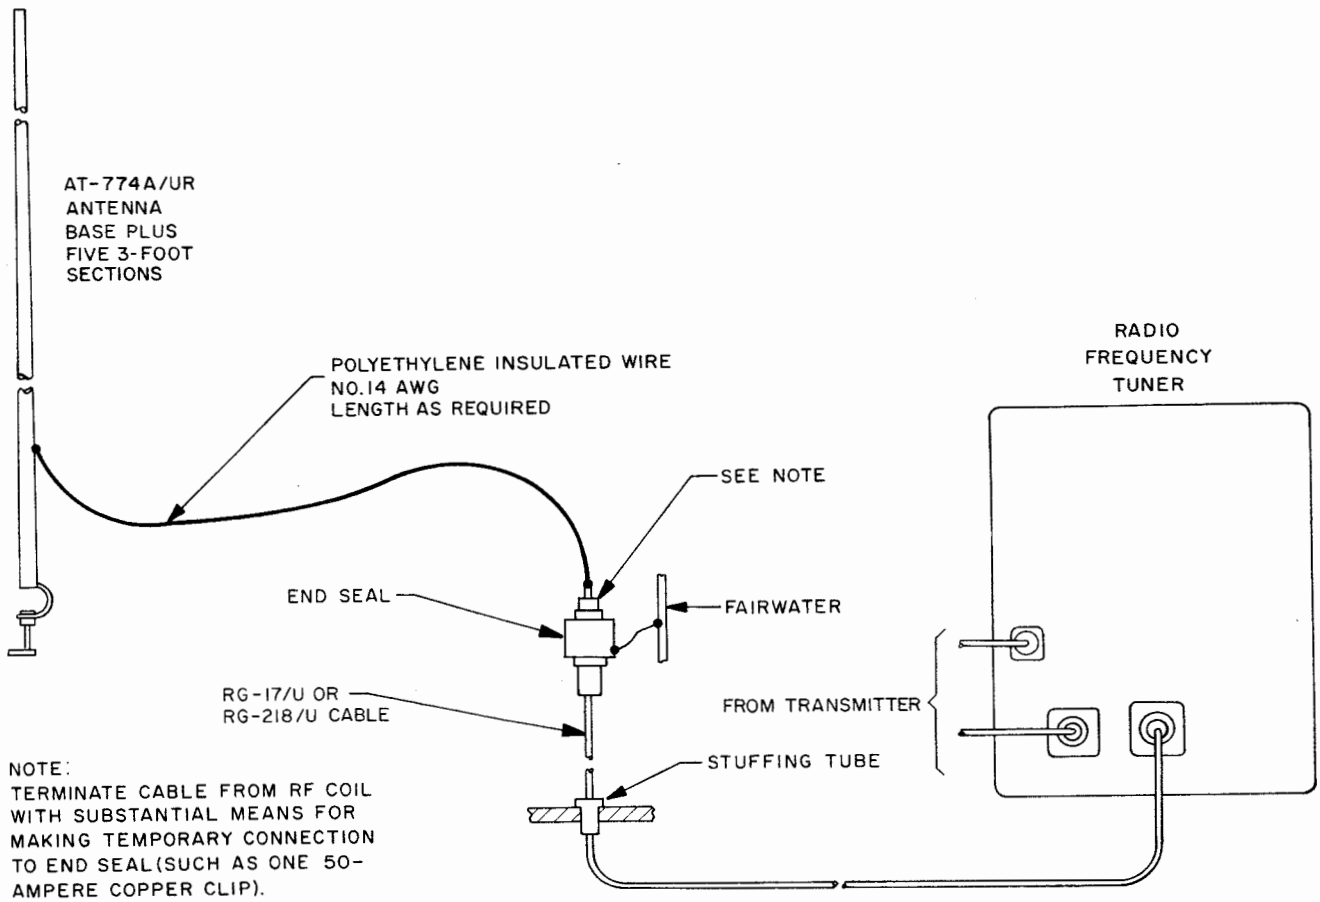 AT-774A/UR
ANTENNA
BASE PLUS
FIVE 3-FOOT
SECTIONS
POLYETHYLENE INSULATED WIRE
NO.14 AWG
LENGTH AS REQUIRED
RADIO
FREQUENCY
TUNER
SEE NOTE
END SEAL
FAIRWATER
RG-17/U OR
RG-218/U CABLE
FROM TRANSMITTER
STUFFING TUBE
NOTE:
TERMINATE CABLE FROM RF COIL
WITH SUBSTANTIAL MEANS FOR
MAKING TEMPORARY CONNECTION
TO END SEAL(SUCH AS ONE 50-
AMPERE COPPER CLIP).